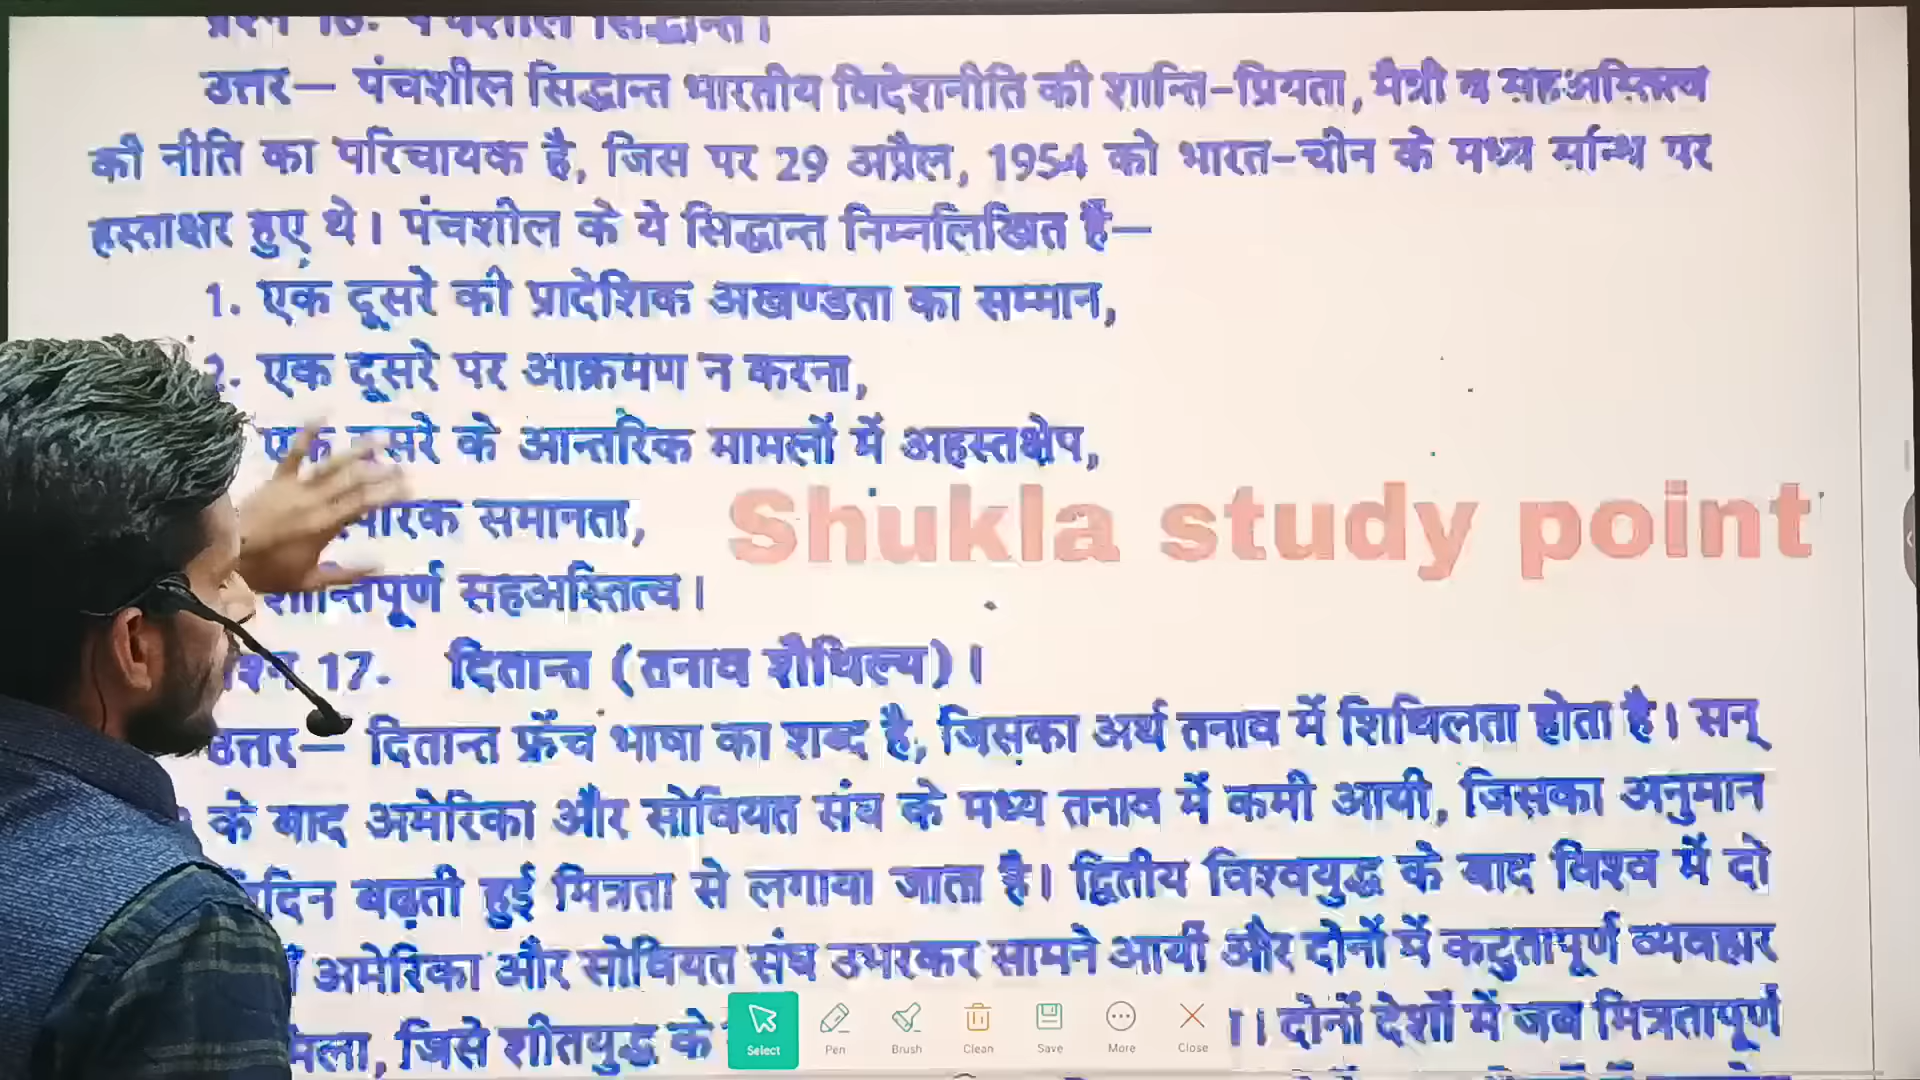 प्रश्न 16. पंचशील सिद्धान्त।
उत्तर— पंचशील सिद्धान्त भारतीय विदेशनीति की शान्ति-प्रियता, मैत्री व सहअस्तित्व
की नीति का परिचायक है, जिस पर 29 अप्रैल, 1954 को भारत-चीन के मध्य सन्धि पर
हस्ताक्षर हुए थे। पंचशील के ये सिद्धान्त निम्नलिखित हैं—
1. एक दूसरे की प्रादेशिक अखण्डता का सम्मान,
2. एक दूसरे पर आक्रमण न करना,
एक दूसरे के आन्तरिक मामलों में अहस्तक्षेप,
समानता,
Shukla study point
शान्तिपूर्ण सहअस्तित्व।
17. दितान्त (तनाव शैथिल्य)।
उत्तर— दितान्त फ्रेंच भाषा का शब्द है, जिसका अर्थ तनाव में शिथिलता होता है। सन्
के बाद अमेरिका और सोवियत संघ के मध्य तनाव में कमी आयी, जिसका अनुमान
बढ़ती हुई मित्रता से लगाया जाता है। द्वितीय विश्वयुद्ध के बाद विश्व में दो
अमेरिका और सोवियत संघ उभरकर सामने आयीं और दोनों में कटुतापूर्ण व्यवहार
जिसे शीतयुद्ध के । दोनों देशों में जब मित्रतापूर्ण
Select Pen Brush Clean Save More Close